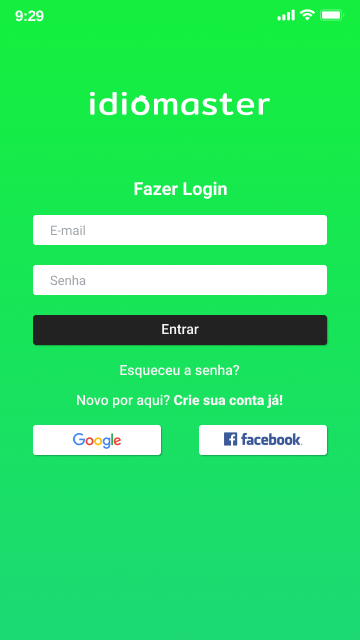 9:29
idiomaster
Fazer Login
E-mail
Senha
Entrar
Esqueceu a senha?
Novo por aqui? Crie sua conta já!
Google
facebook.